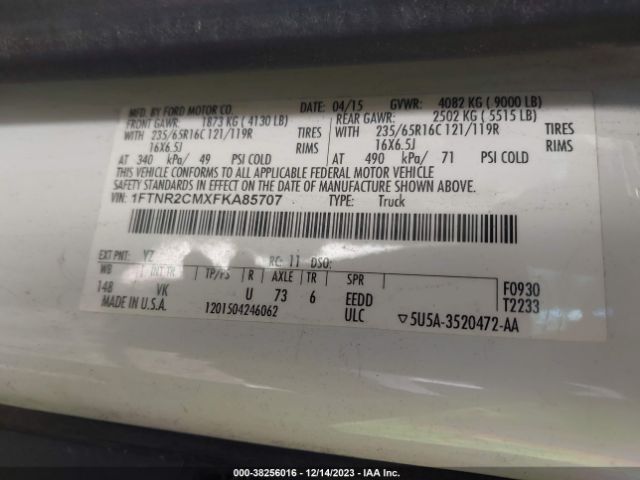 MFD. BY FORD MOTOR CO. DATE: 04/15 GVWR: 4082 KG ( 9000 LB)
FRONT GAWR: 1873 KG ( 4130 LB) REAR GAWR: 2502 KG ( 5515 LB)
WITH 235/65R16C 121/119R TIRES WITH 235/65R16C 121/119R TIRES
16X6.5J RIMS 16X6.5J RIMS
AT 340 kPa/ 49 PSI COLD AT 490 kPa/ 71 PSI COLD
THIS VEHICLE CONFORMS TO ALL APPLICABLE FEDERAL MOTOR VEHICLE
SAFETY STANDARDS IN EFFECT ON THE DATE OF MANUFACTURE SHOWN ABOVE.
VIN: 1FTNR2CMXFKA85707 TYPE: Truck
EXT PNT: YZ RC: 11 DSO:
WB INT TR TP/PS R AXLE TR SPR
148 VK U 73 6 EEDD F0930
MADE IN U.S.A. 1201504246062 ULC T2233
▽5U5A-3520472-AA
000-38256016 - 12/14/2023 - IAA Inc.